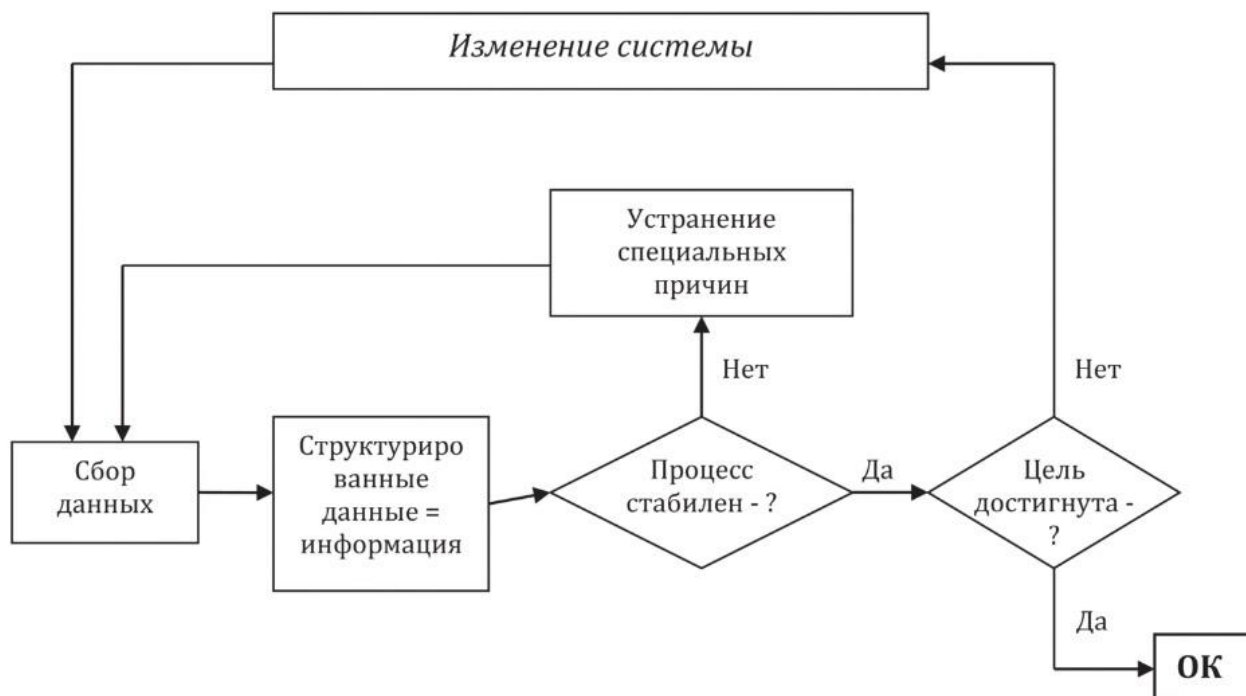 Изменение системы
Устранение
специальных
причин
Нет
Нет
Сбор
данных
Структуриро
ванные
данные =
информация
Процесс
стабилен - ?
Да
Цель
достигнута -
?
Да
ОК